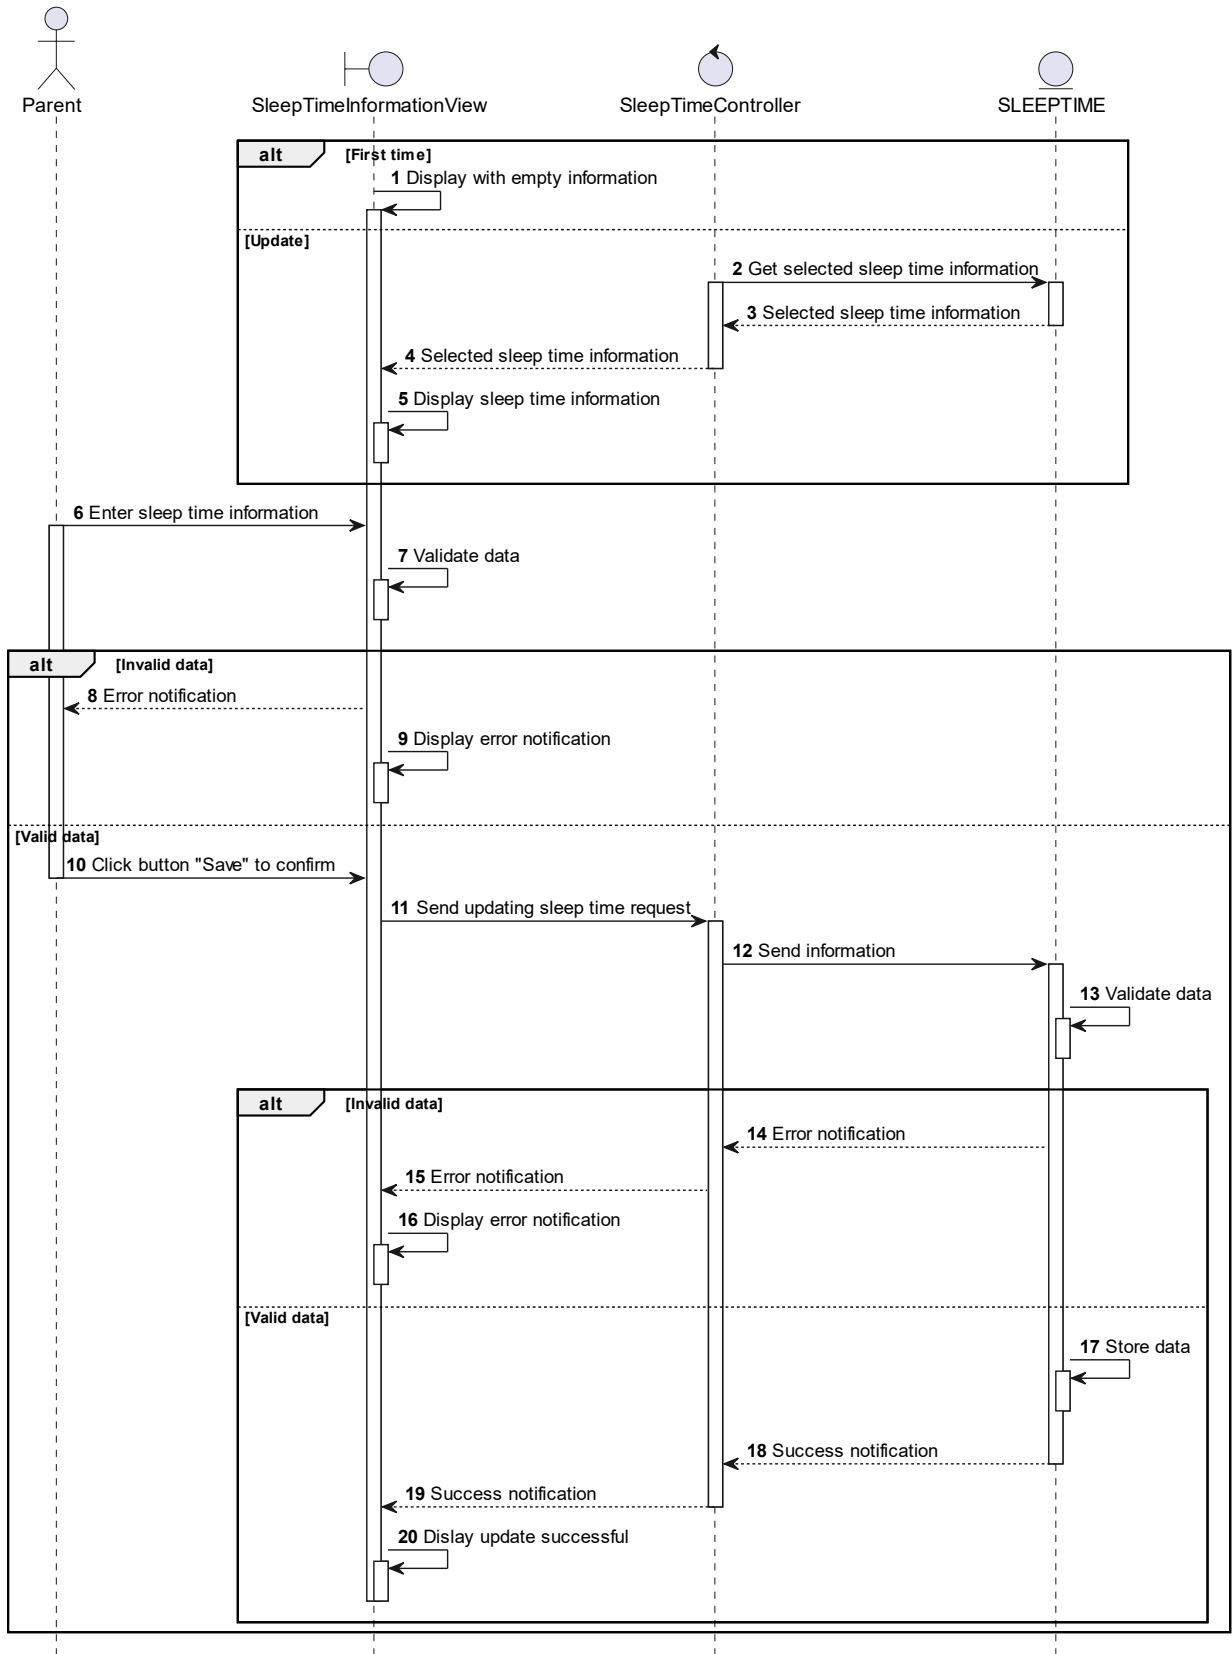 Parent
SleepTimeInformationView
SleepTimeController
SLEEPTIME
alt [First time]
1 Display with empty information
[Update]
2 Get selected sleep time information
3 Selected sleep time information
4 Selected sleep time information
5 Display sleep time information
6 Enter sleep time information
7 Validate data
alt [Invalid data]
8 Error notification
9 Display error notification
[Valid data]
10 Click button "Save" to confirm
11 Send updating sleep time request
12 Send information
13 Validate data
alt [Invalid data]
14 Error notification
15 Error notification
16 Display error notification
[Valid data]
17 Store data
18 Success notification
19 Success notification
20 Dislay update successful